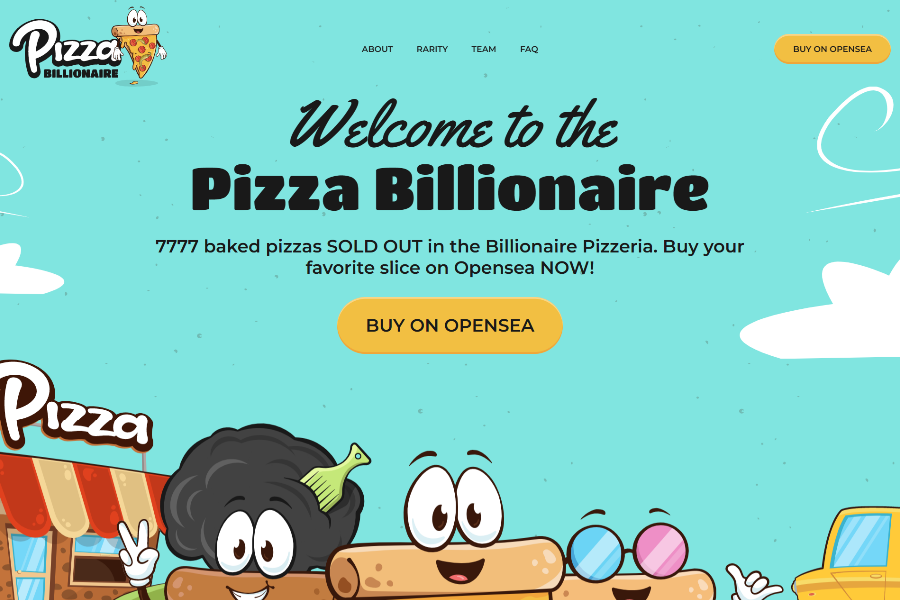 Pizza
BILLIONAIRE
ABOUT RARITY TEAM FAQ
BUY ON OPENSEA
Welcome to the
Pizza Billionaire
7777 baked pizzas SOLD OUT in the Billionaire Pizzeria. Buy your
favorite slice on Opensea NOW!
BUY ON OPENSEA
Pizza